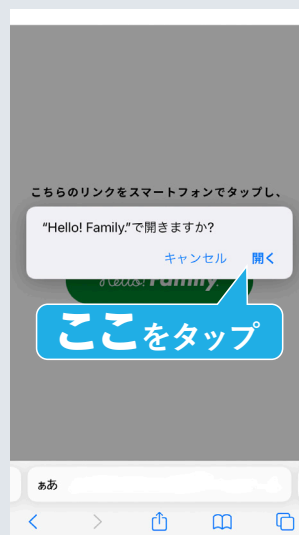 こちらのリンクをスマートフォンでタップし、
“Hello! Family.”で開きますか?
キャンセル 開く
Hello! Family.
ここをタップ
ぁあ